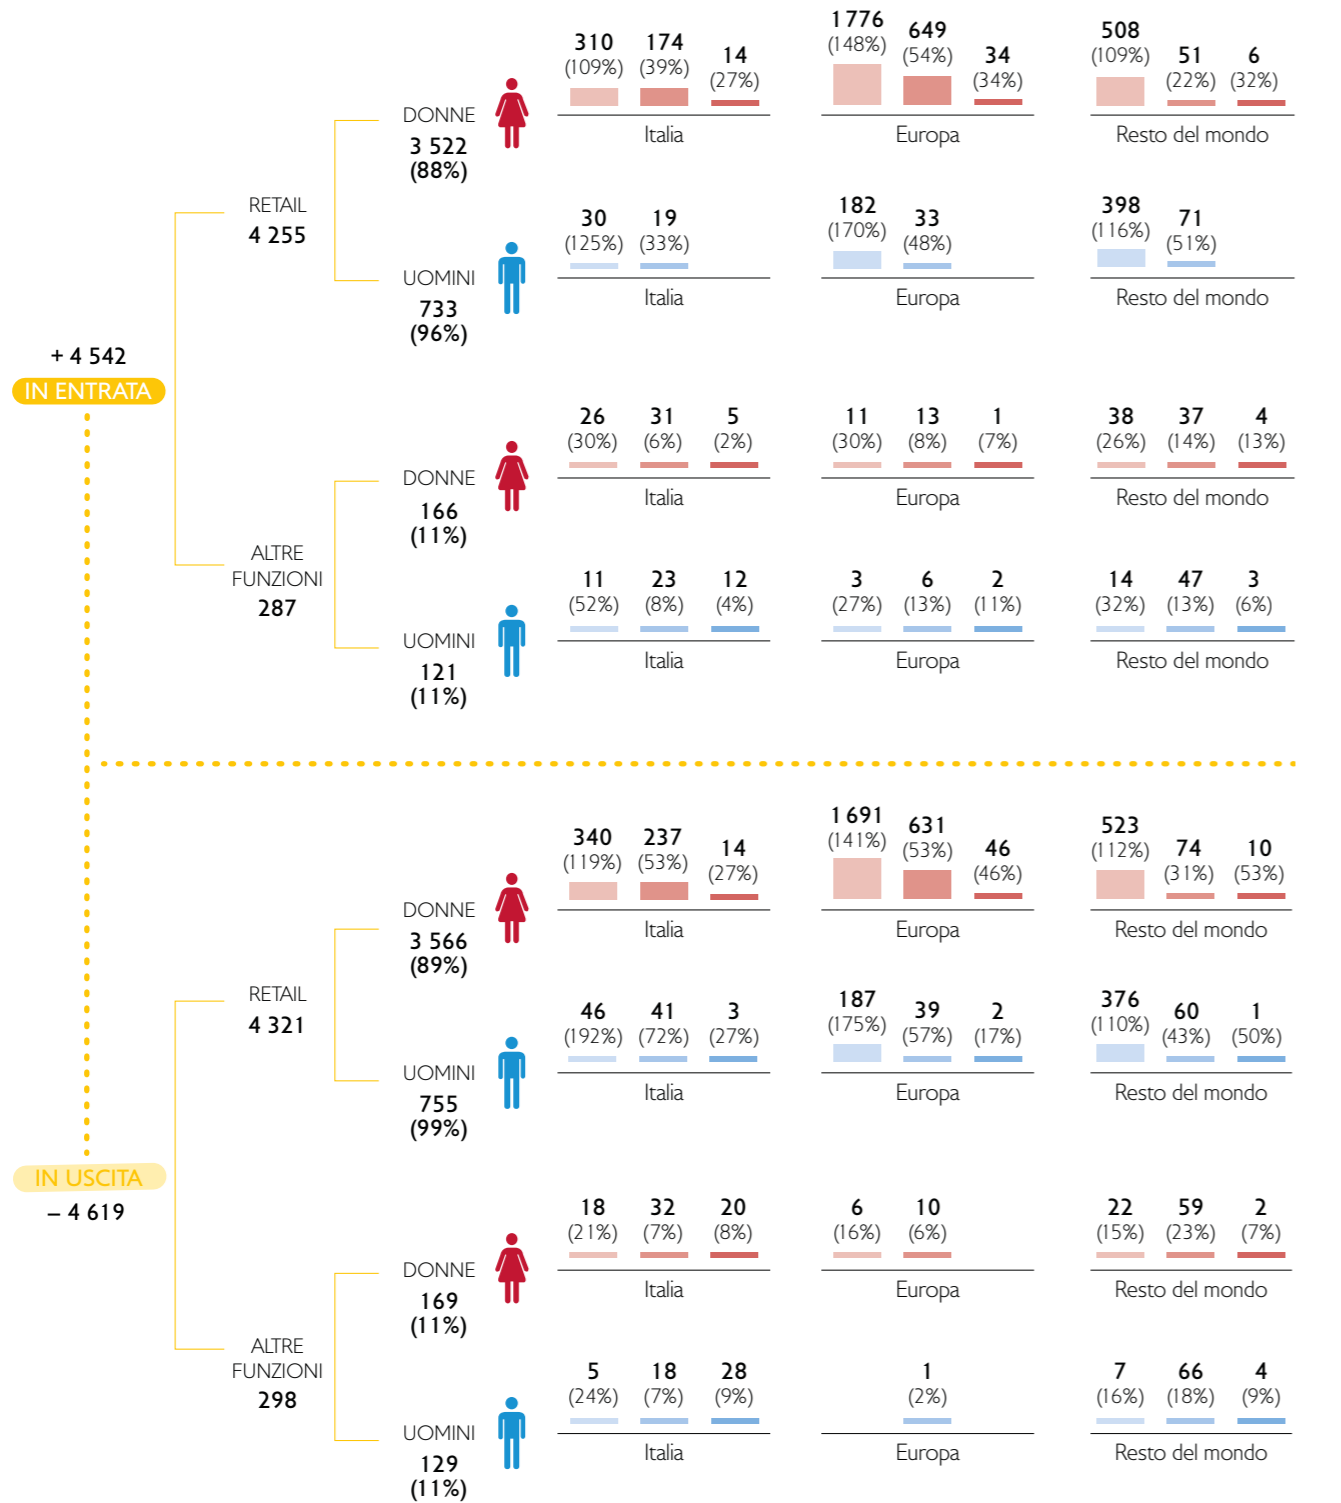 + 4 542
IN ENTRATA
RETAIL
4 255
DONNE
3 522
(88%)
310 174 14
(109%) (39%) (27%)
Italia
1 776 649 34
(148%) (54%) (34%)
Europa
508 51 6
(109%) (22%) (32%)
Resto del mondo
UOMINI
733
(96%)
30 19
(125%) (33%)
Italia
182 33
(170%) (48%)
Europa
398 71
(116%) (51%)
Resto del mondo
ALTRE
FUNZIONI
287
DONNE
166
(11%)
26 31 5
(30%) (6%) (2%)
Italia
11 13 1
(30%) (8%) (7%)
Europa
38 37 4
(26%) (14%) (13%)
Resto del mondo
UOMINI
121
(11%)
11 23 12
(52%) (8%) (4%)
Italia
3 6 2
(27%) (13%) (11%)
Europa
14 47 3
(32%) (13%) (6%)
Resto del mondo
IN USCITA
– 4 619
RETAIL
4 321
DONNE
3 566
(89%)
340 237 14
(119%) (53%) (27%)
Italia
1 691 631 46
(141%) (53%) (46%)
Europa
523 74 10
(112%) (31%) (53%)
Resto del mondo
UOMINI
755
(99%)
46 41 3
(192%) (72%) (27%)
Italia
187 39 2
(175%) (57%) (17%)
Europa
376 60 1
(110%) (43%) (50%)
Resto del mondo
ALTRE
FUNZIONI
298
DONNE
169
(11%)
18 32 20
(21%) (7%) (8%)
Italia
6 10
(16%) (6%)
Europa
22 59 2
(15%) (23%) (7%)
Resto del mondo
UOMINI
129
(11%)
5 18 28
(24%) (7%) (9%)
Italia
1
(2%)
Europa
7 66 4
(16%) (18%) (9%)
Resto del mondo